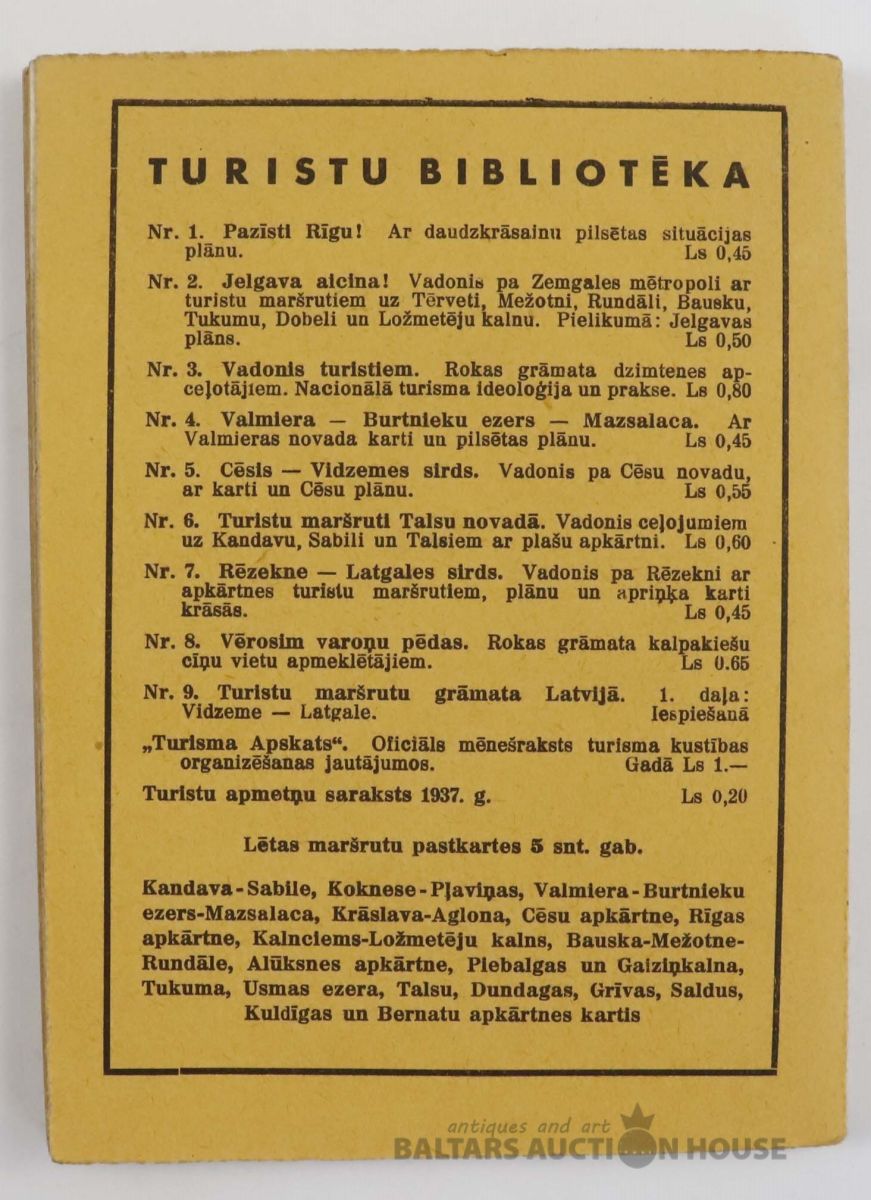 TURISTU BIBLIOTĒKA
Nr. 1. Pazīsti Rīgu! Ar daudzkrāsainu pilsētas situācijas
plānu. Ls 0,45
Nr. 2. Jelgava aicina! Vadonis pa Zemgales mētropoli ar
turistu maršrutiem uz Tērveti, Mežotni, Rundāli, Bausku,
Tukumu, Dobeli un Ložmetēju kalnu. Pielikumā: Jelgavas
plāns. Ls 0,50
Nr. 3. Vadonis turistiem. Rokas grāmata dzimtenes ap-
ceļotājiem. Nacionālā turisma ideoloģija un prakse. Ls 0,80
Nr. 4. Valmiera — Burtnieku ezers — Mazsalaca. Ar
Valmieras novada karti un pilsētas plānu. Ls 0,45
Nr. 5. Cēsis — Vidzemes sirds. Vadonis pa Cēsu novadu,
ar karti un Cēsu plānu. Ls 0,55
Nr. 6. Turistu maršruti Talsu novadā. Vadonis ceļojumiem
uz Kandavu, Sabili un Talsiem ar plašu apkārtni. Ls 0,60
Nr. 7. Rēzekne — Latgales sirds. Vadonis pa Rēzekni ar
apkārtnes turistu maršrutiem, plānu un apriņķa karti
krāsās. Ls 0,45
Nr. 8. Vērosim varoņu pēdas. Rokas grāmata kalpakiešu
cīņu vietu apmeklētājiem. Ls 0.65
Nr. 9. Turistu maršrutu grāmata Latvijā. 1. daļa:
Vidzeme — Latgale. Iespiešanā
„Turisma Apskats“. Oficiāls mēnešraksts turisma kustības
organizēšanas jautājumos. Gadā Ls 1.—
Turistu apmetņu saraksts 1937. g. Ls 0,20
Lētas maršrutu pastkartes 5 snt. gab.
Kandava-Sabile, Koknese-Pļaviņas, Valmiera-Burtnieku
ezers-Mazsalaca, Krāslava-Aglona, Cēsu apkārtne, Rīgas
apkārtne, Kalnciems-Ložmetēju kalns, Bauska-Mežotne-
Rundāle, Alūksnes apkārtne, Piebalgas un Gaiziņkalna,
Tukuma, Usmas ezera, Talsu, Dundagas, Grīvas, Saldus,
Kuldīgas un Bernatu apkārtnes kartis
antiques and art
BALTARS AUCTION HOUSE